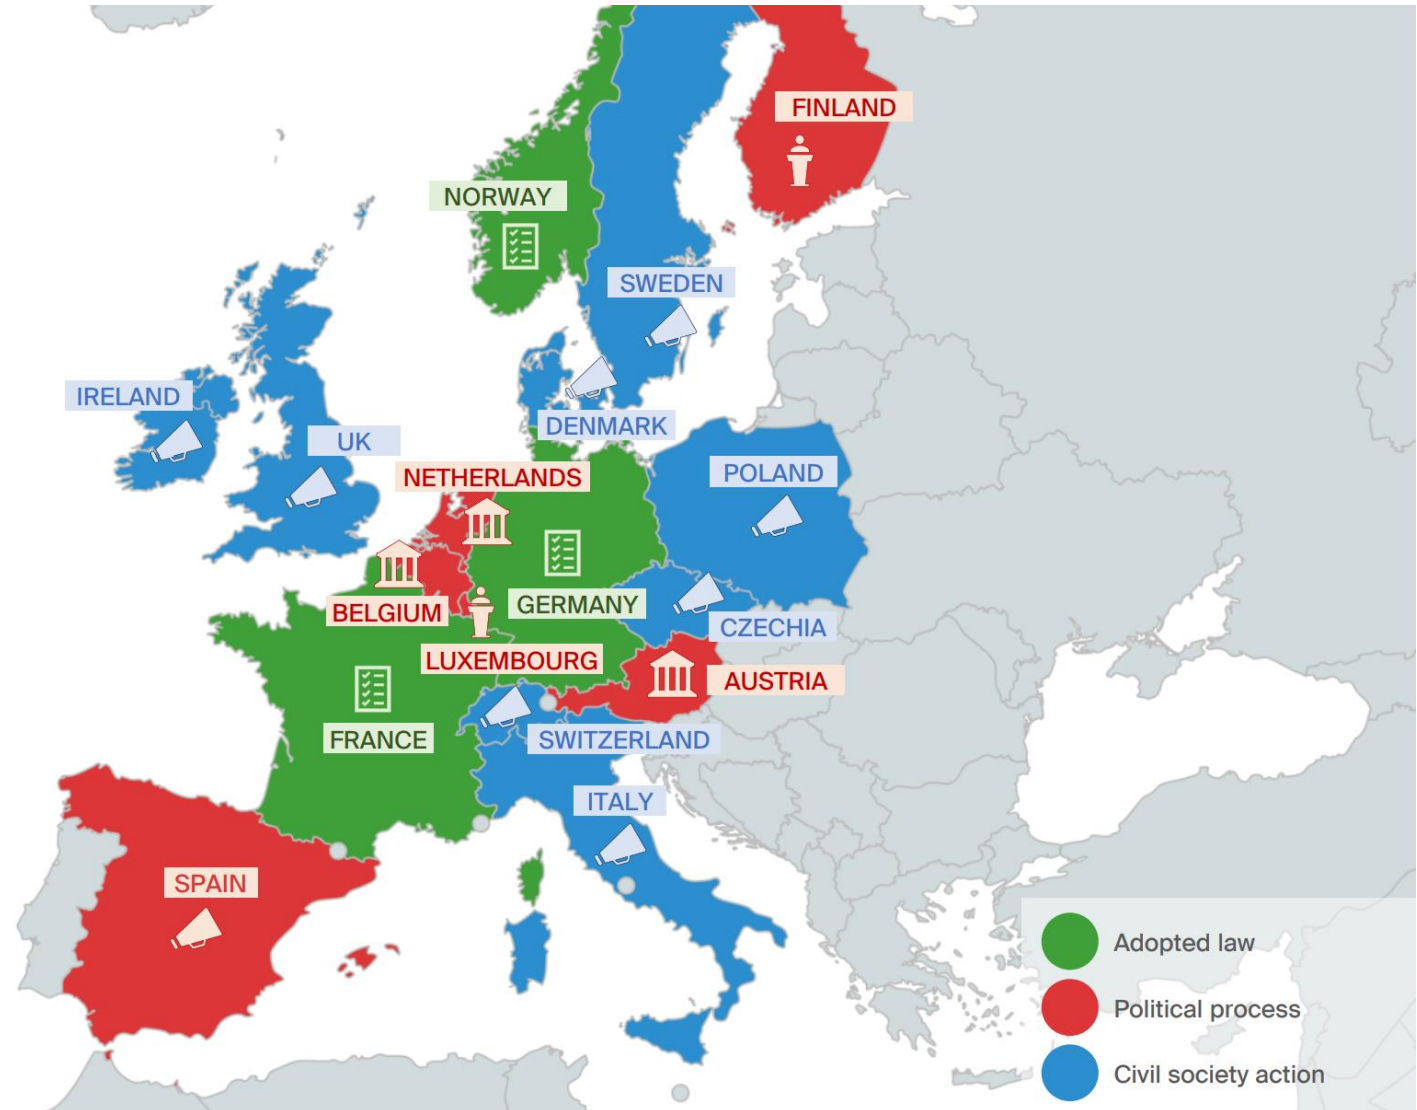 FINLAND
NORWAY
SWEDEN
IRELAND
DENMARK
UK
NETHERLANDS
POLAND
GERMANY
BELGIUM
CZECHIA
LUXEMBOURG
AUSTRIA
FRANCE
SWITZERLAND
ITALY
SPAIN
Adopted law
Political process
Civil society action